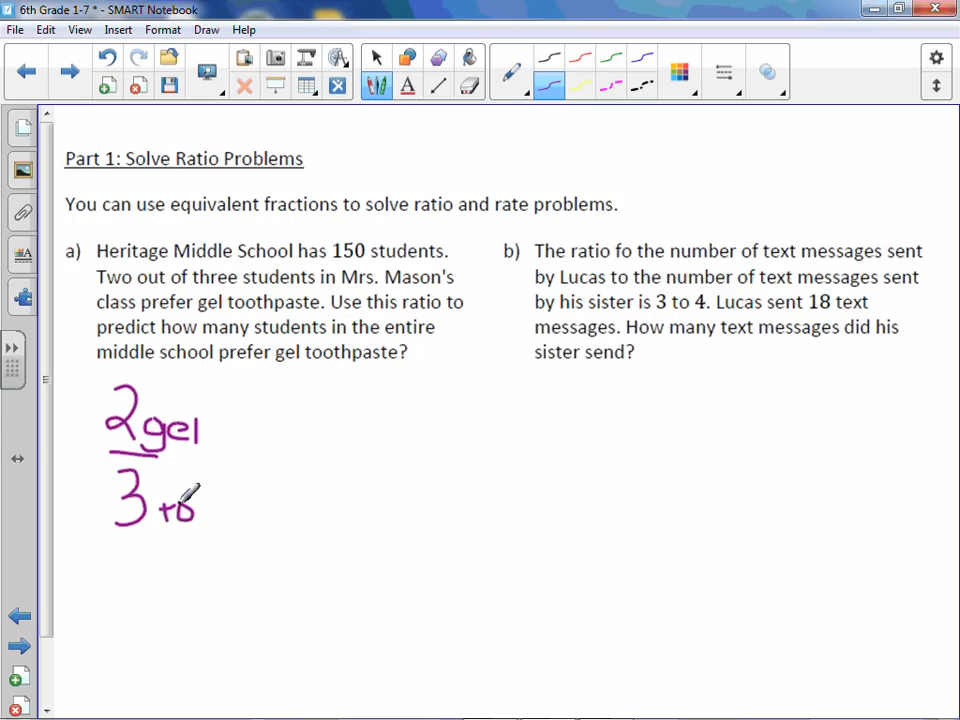 6th Grade 1-7 * - SMART Notebook
File Edit View Insert Format Draw Help
Part 1: Solve Ratio Problems
You can use equivalent fractions to solve ratio and rate problems.
a) Heritage Middle School has 150 students.
Two out of three students in Mrs. Mason's
class prefer gel toothpaste. Use this ratio to
predict how many students in the entire
middle school prefer gel toothpaste?
b) The ratio fo the number of text messages sent
by Lucas to the number of text messages sent
by his sister is 3 to 4. Lucas sent 18 text
messages. How many text messages did his
sister send?
2 gel
3 to